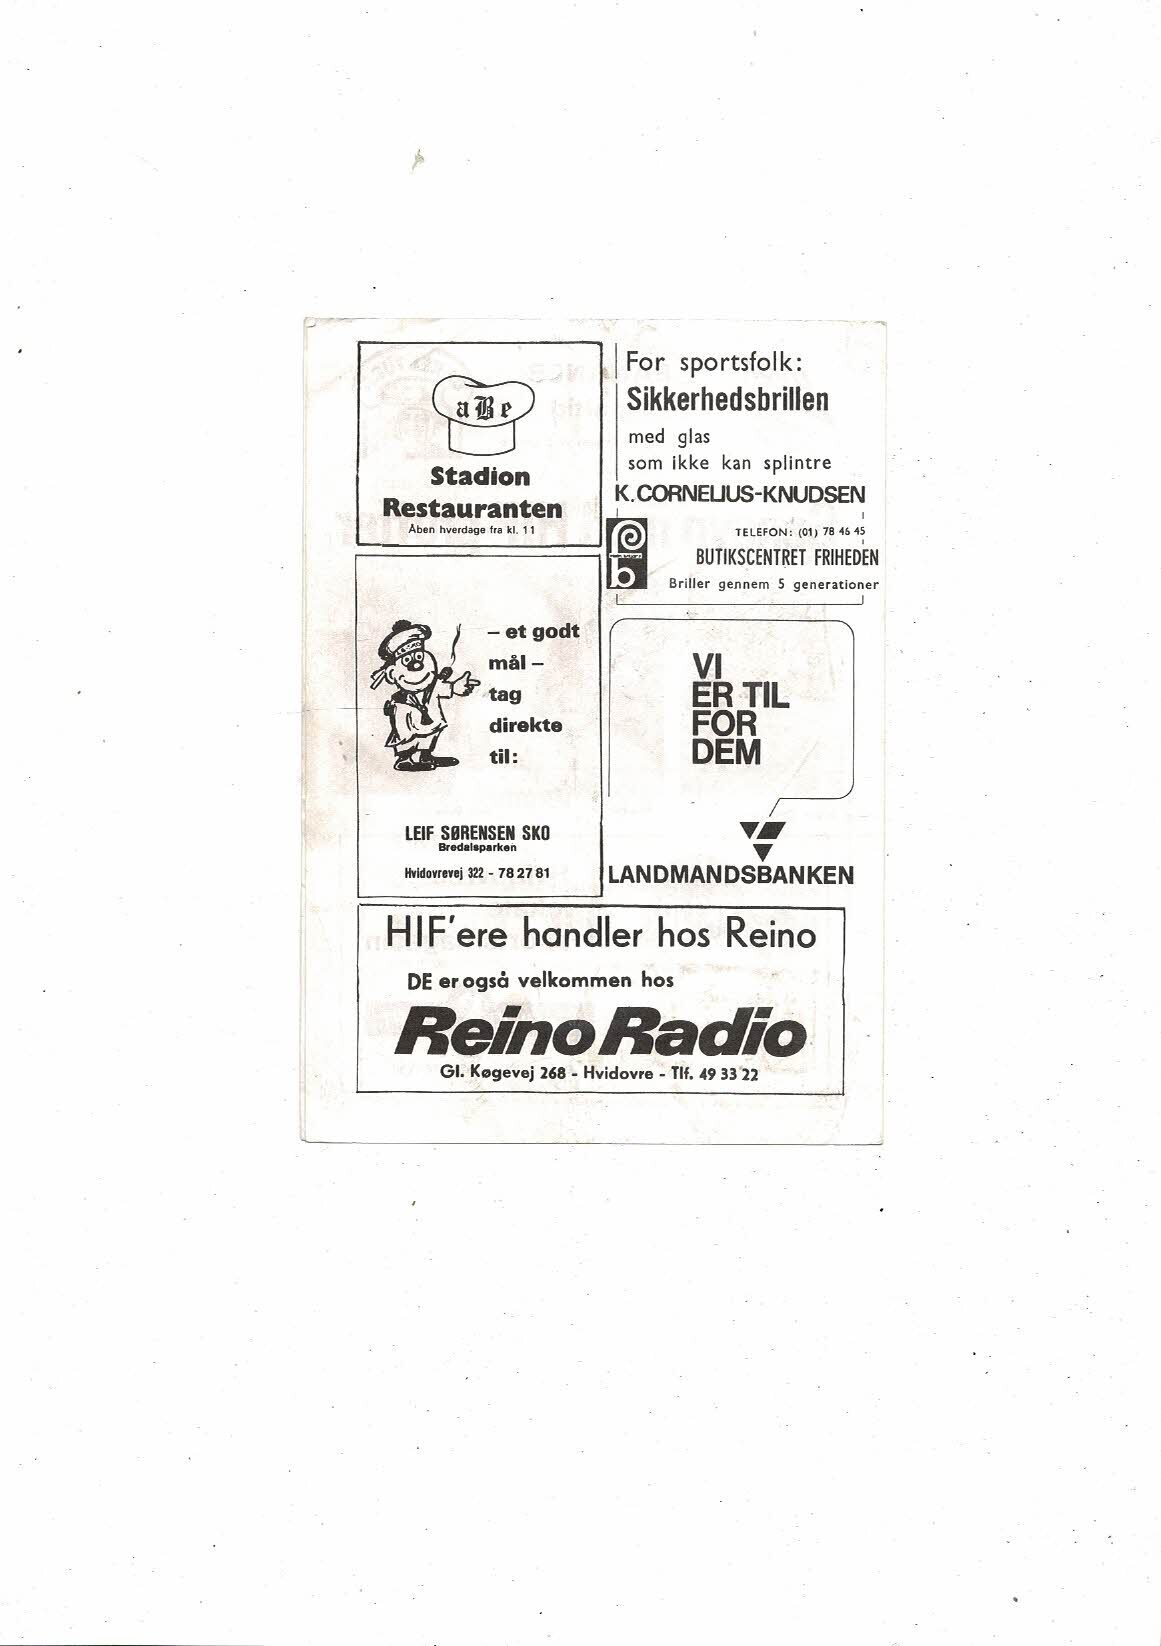 aBe
Stadion
Restauranten
Åben hverdage fra kl. 11
For sportsfolk:
Sikkerhedsbrillen
med glas
som ikke kan splintre
K. CORNELIUS-KNUDSEN
TELEFON: (01) 78 46 45
BUTIKSCENTRET FRIHEDEN
Briller gennem 5 generationer
– et godt
mål –
tag
direkte
til:
LEIF SØRENSEN SKO
Bredalsparken
Hvidovrevej 322 - 78 27 81
VI
ER TIL
FOR
DEM
LANDMANDSBANKEN
HIF'ere handler hos Reino
DE er også velkommen hos
Reino Radio
Gl. Køgevej 268 - Hvidovre - Tlf. 49 33 22